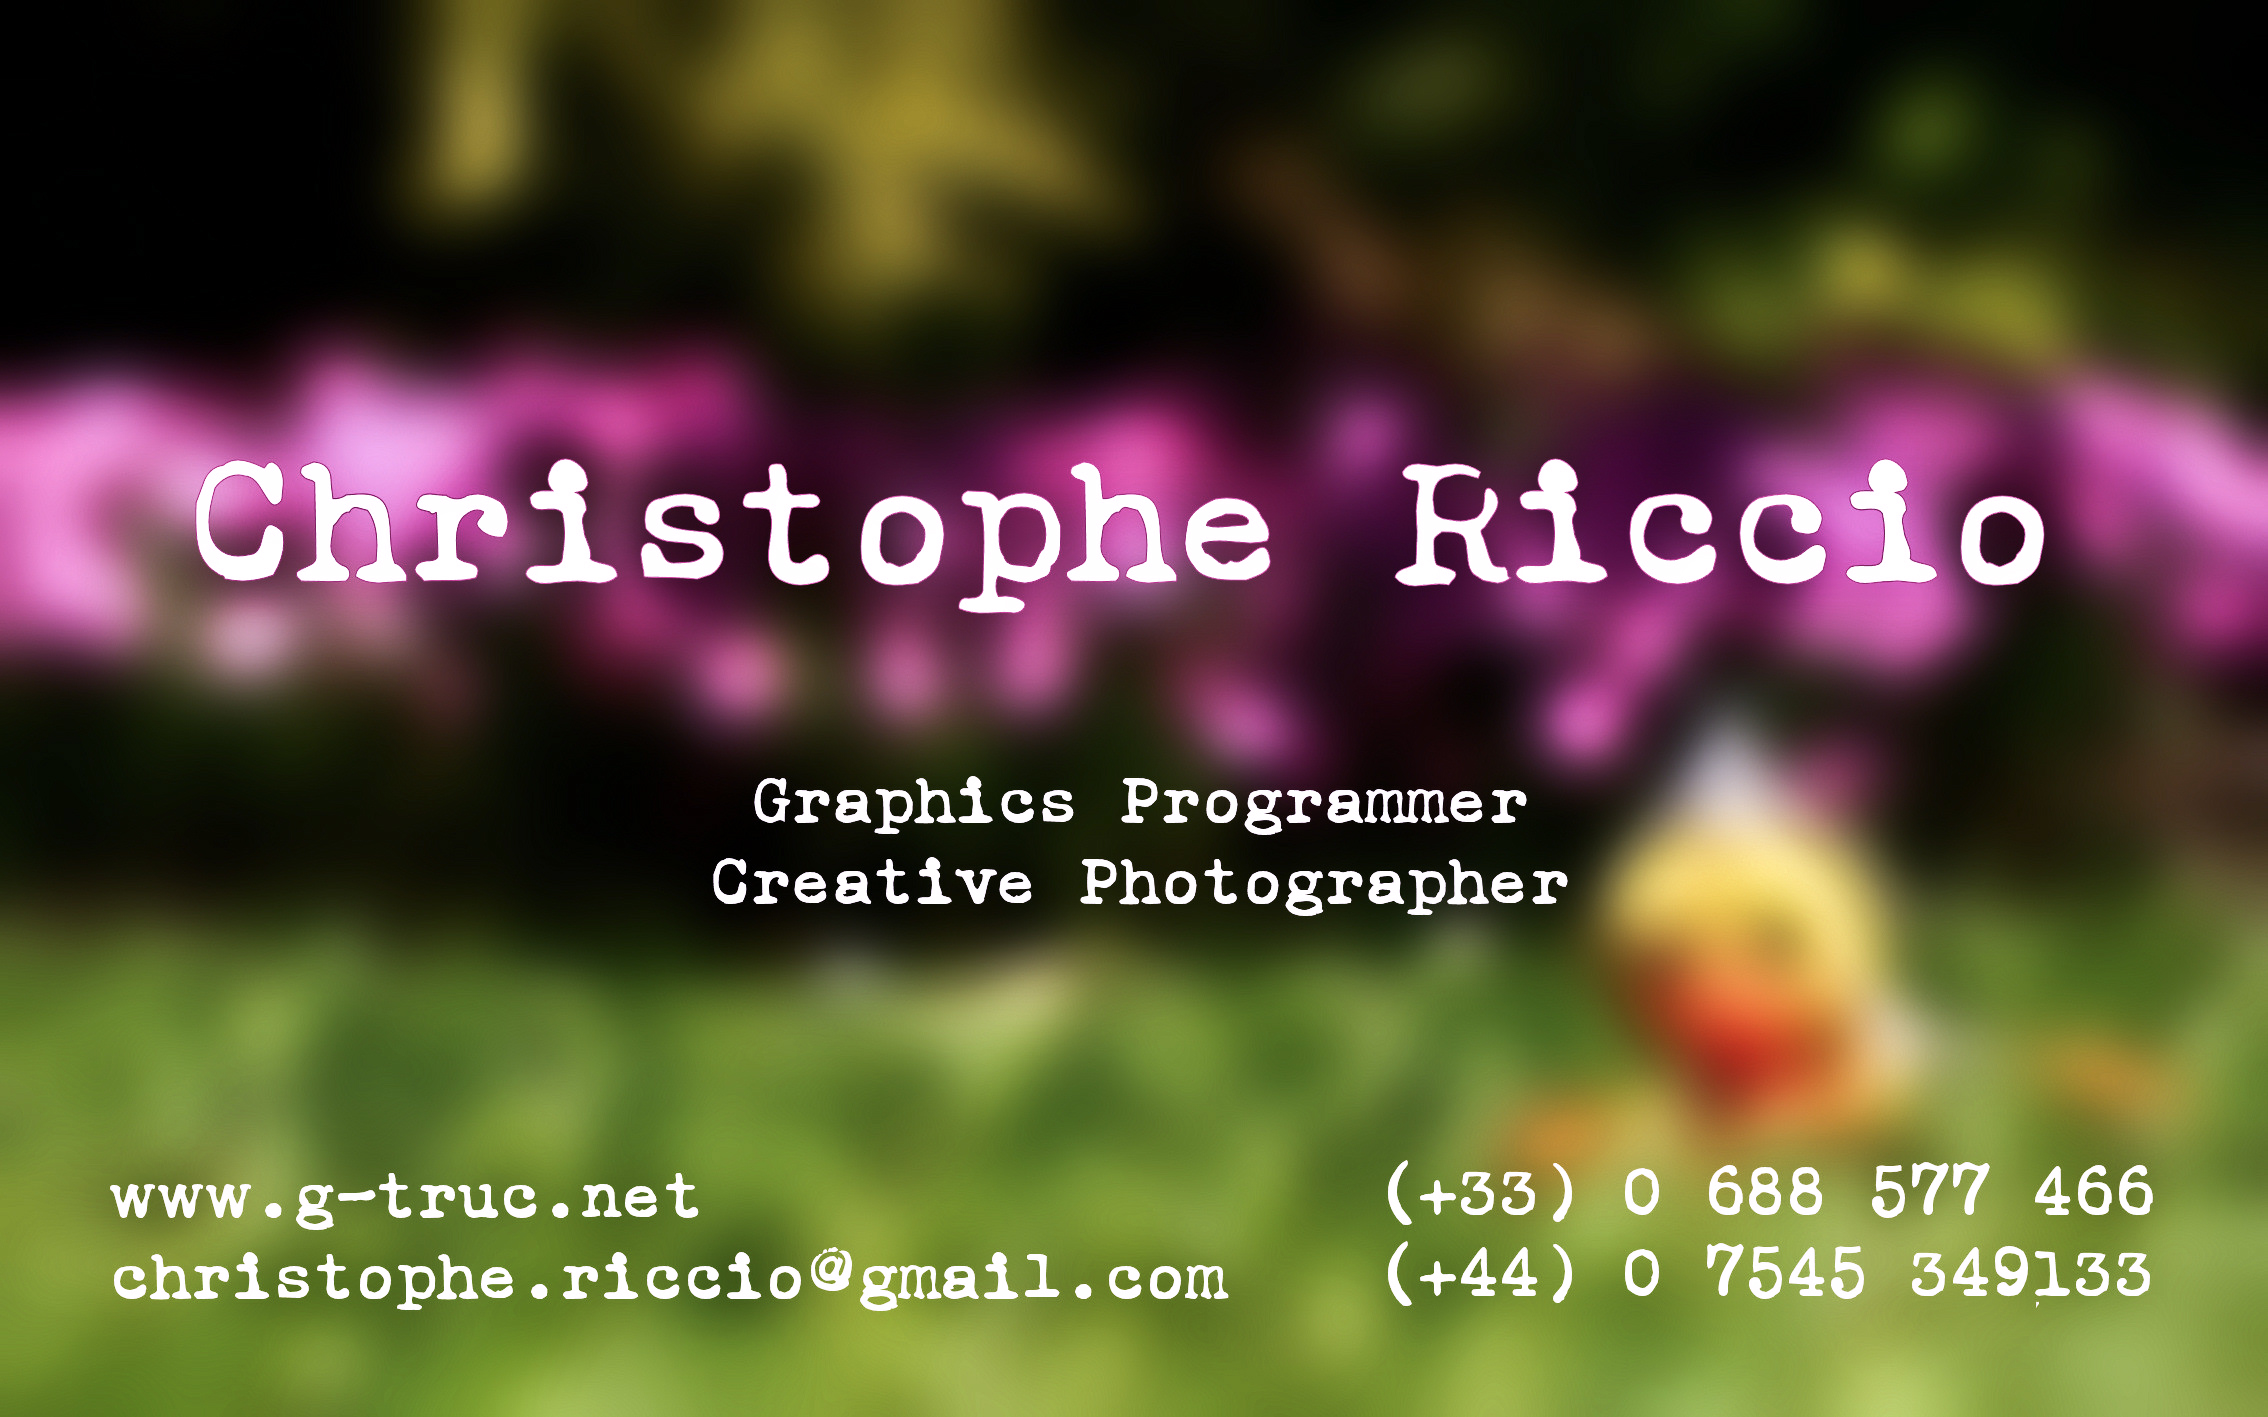 Christophe Riccio
Graphics Programmer
Creative Photographer
www.g-truc.net
christophe.riccio@gmail.com
(+33) 0 688 577 466
(+44) 0 7545 349133